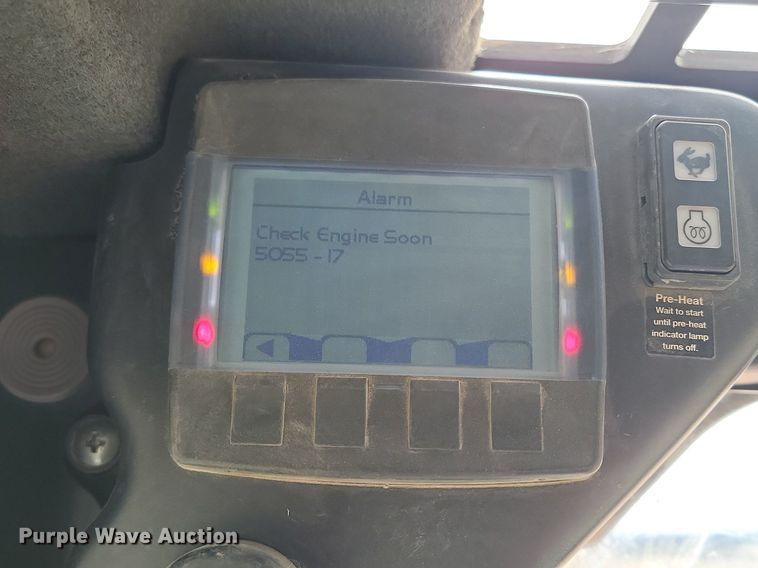 Alarm
Check Engine Soon
5055 - 17
Pre-Heat
Wait to start
until pre-heat
indicator lamp
turns off.
Purple Wave Auction